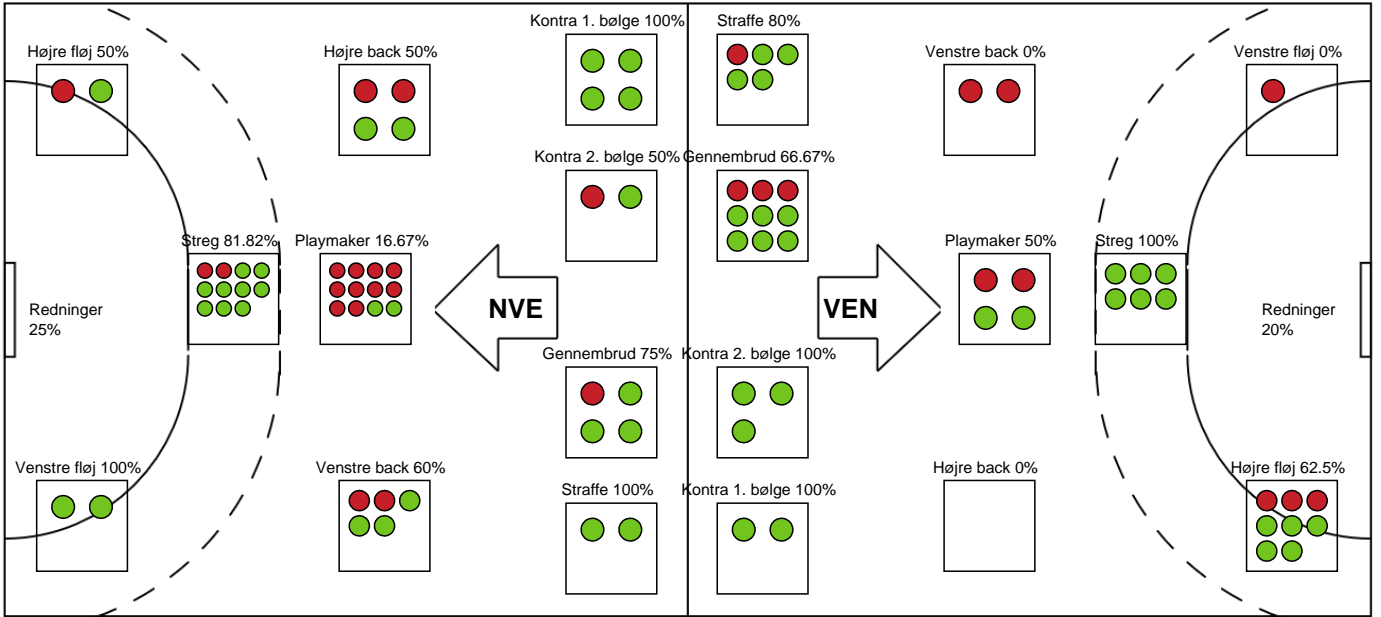 Kontra 1. bølge 100%
Straffe 80%
Højre fløj 50%
Højre back 50%
Venstre back 0%
Venstre fløj 0%
Kontra 2. bølge 50%
Gennembrud 66.67%
Streg 81.82%
Playmaker 16.67%
Playmaker 50%
Streg 100%
Redninger
25%
NVE
VEN
Redninger
20%
Gennembrud 75%
Kontra 2. bølge 100%
Venstre fløj 100%
Venstre back 60%
Straffe 100%
Kontra 1. bølge 100%
Højre back 0%
Højre fløj 62.5%